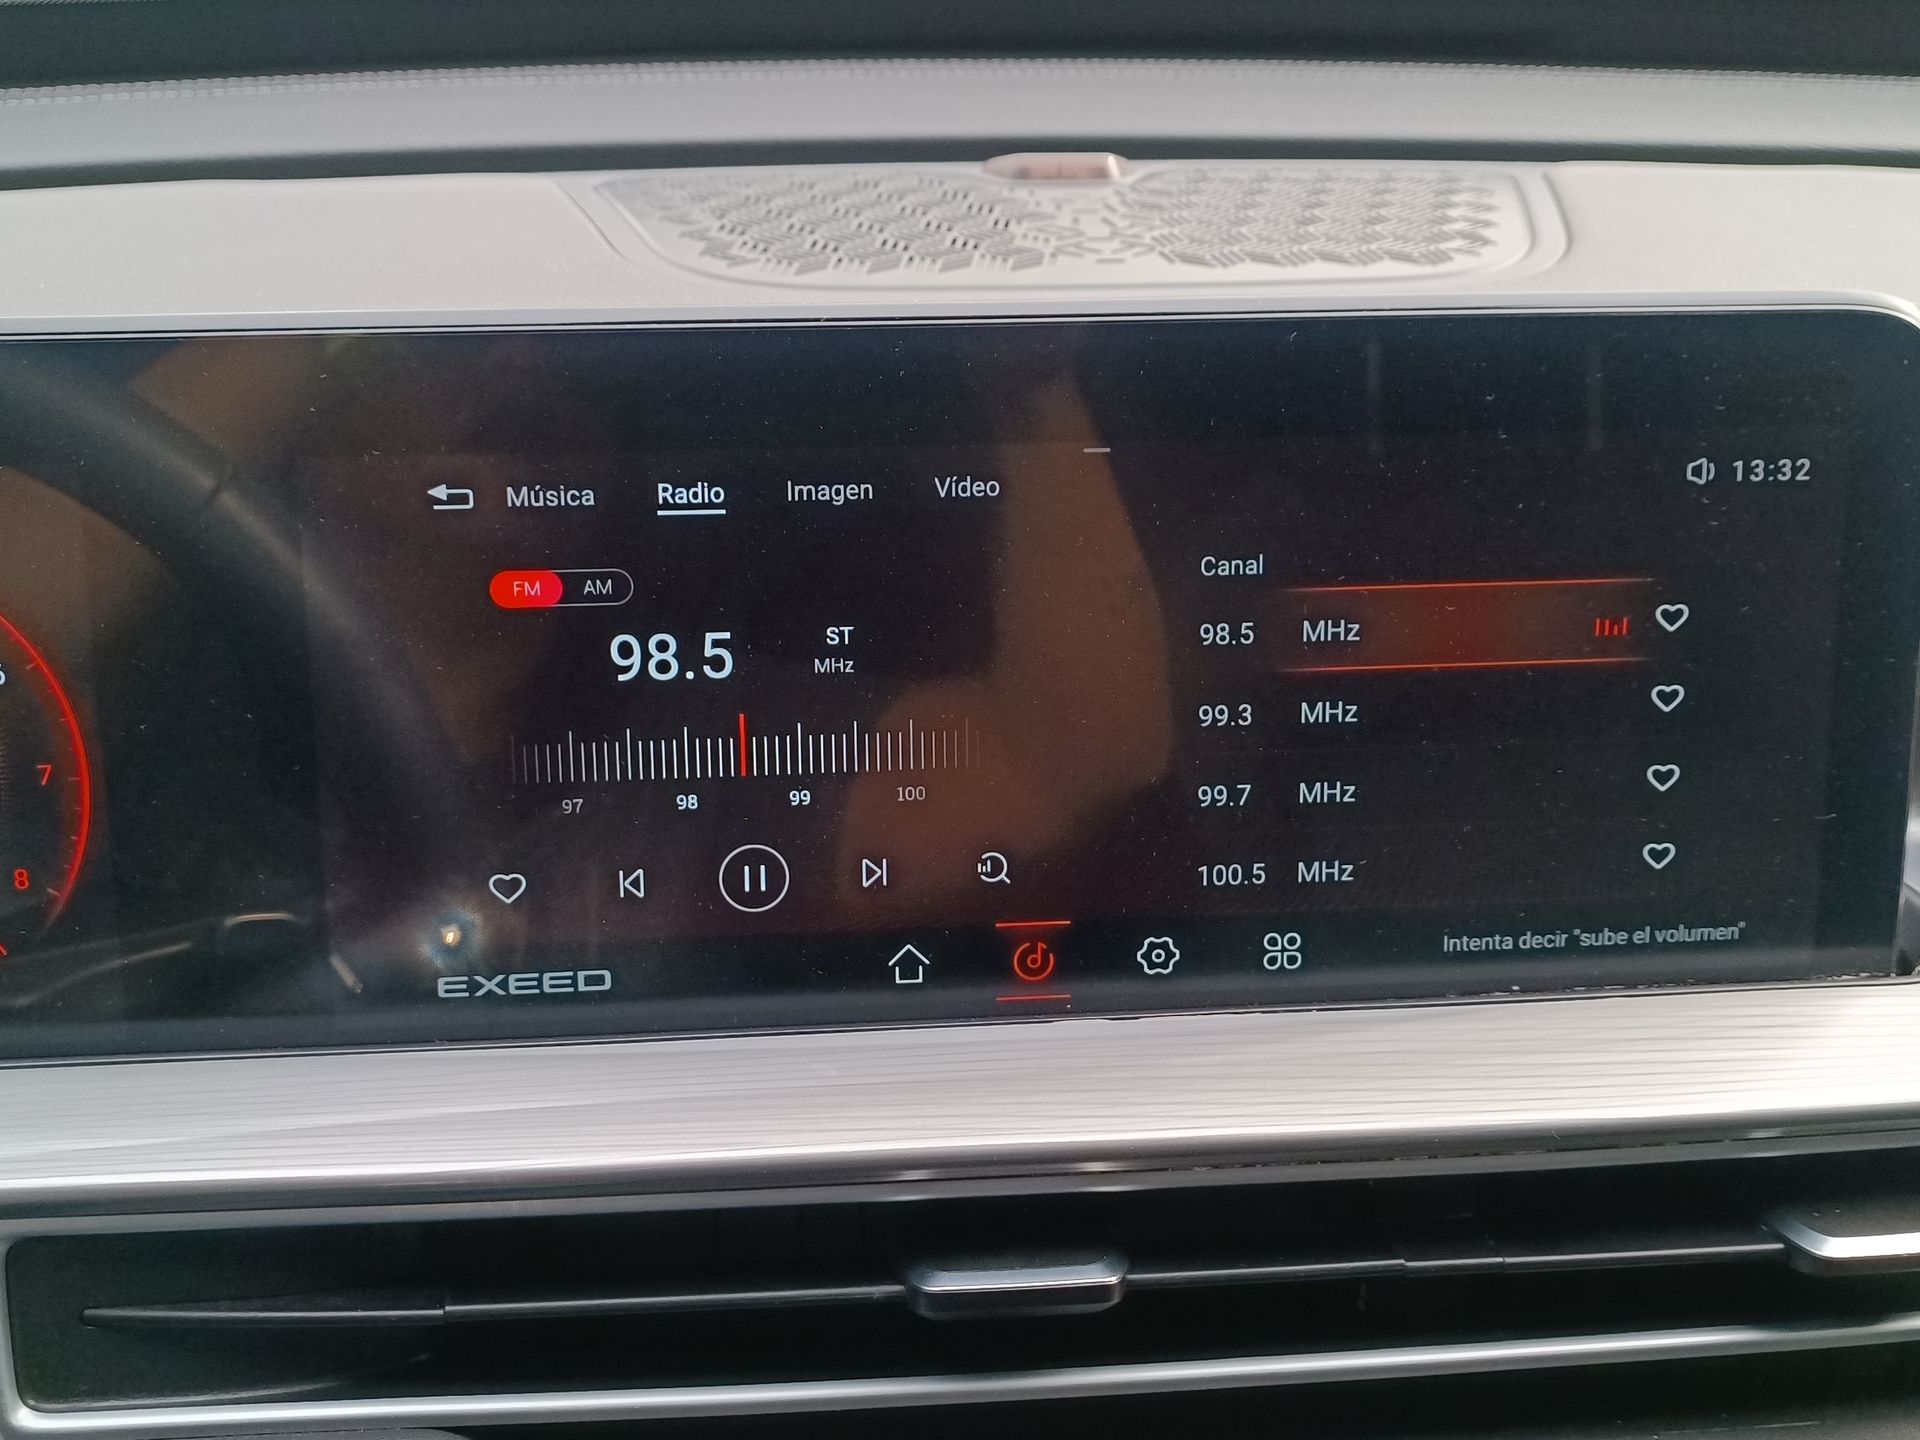 13:32
Música Radio Imagen Vídeo
FM AM
98.5 ST
MHz
97 98 99 100
Canal
98.5 MHz
99.3 MHz
99.7 MHz
100.5 MHz
Intenta decir "sube el volumen"
EXEED
7
8